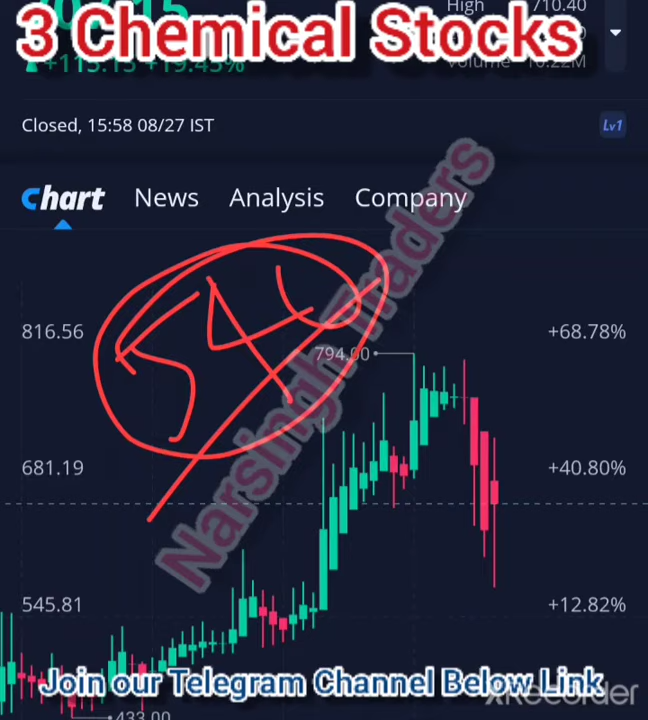 3 Chemical Stocks
High 710.40
+19.45%
Volume 10.22M
Closed, 15:58 08/27 IST
Lv1
Chart News Analysis Company
816.56 +68.78%
794.00
681.19 +40.80%
545.81 +12.82%
433.00
Narsingh Traders
Join our Telegram Channel Below Link
XRecorder